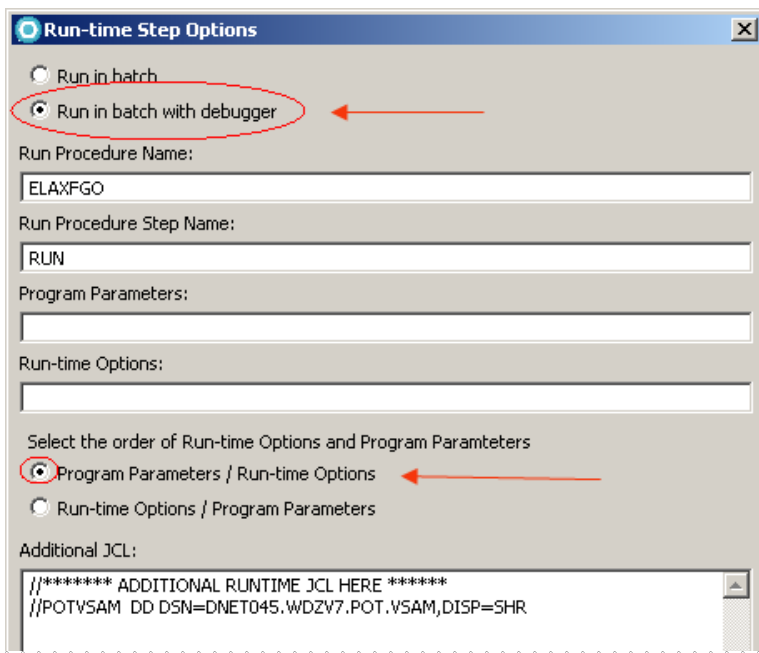 Run-time Step Options
Run in batch
Run in batch with debugger
Run Procedure Name:
ELAXFGO
Run Procedure Step Name:
RUN
Program Parameters:
Run-time Options:
Select the order of Run-time Options and Program Paramteters
Program Parameters / Run-time Options
Run-time Options / Program Parameters
Additional JCL:
//******* ADDITIONAL RUNTIME JCL HERE ******
//POTVSAM DD DSN=DNET045.WDZV7.POT.VSAM,DISP=SHR